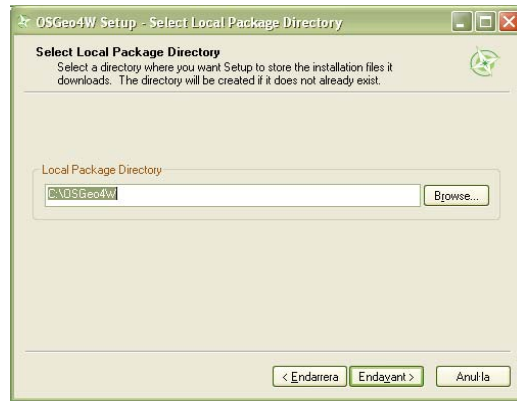 OSGeo4W Setup - Select Local Package Directory
Select Local Package Directory
Select a directory where you want Setup to store the installation files it
downloads. The directory will be created if it does not already exist.
Local Package Directory
C:\OSGeo4W
Browse...
< Endarrera
Endavant >
Anul·la